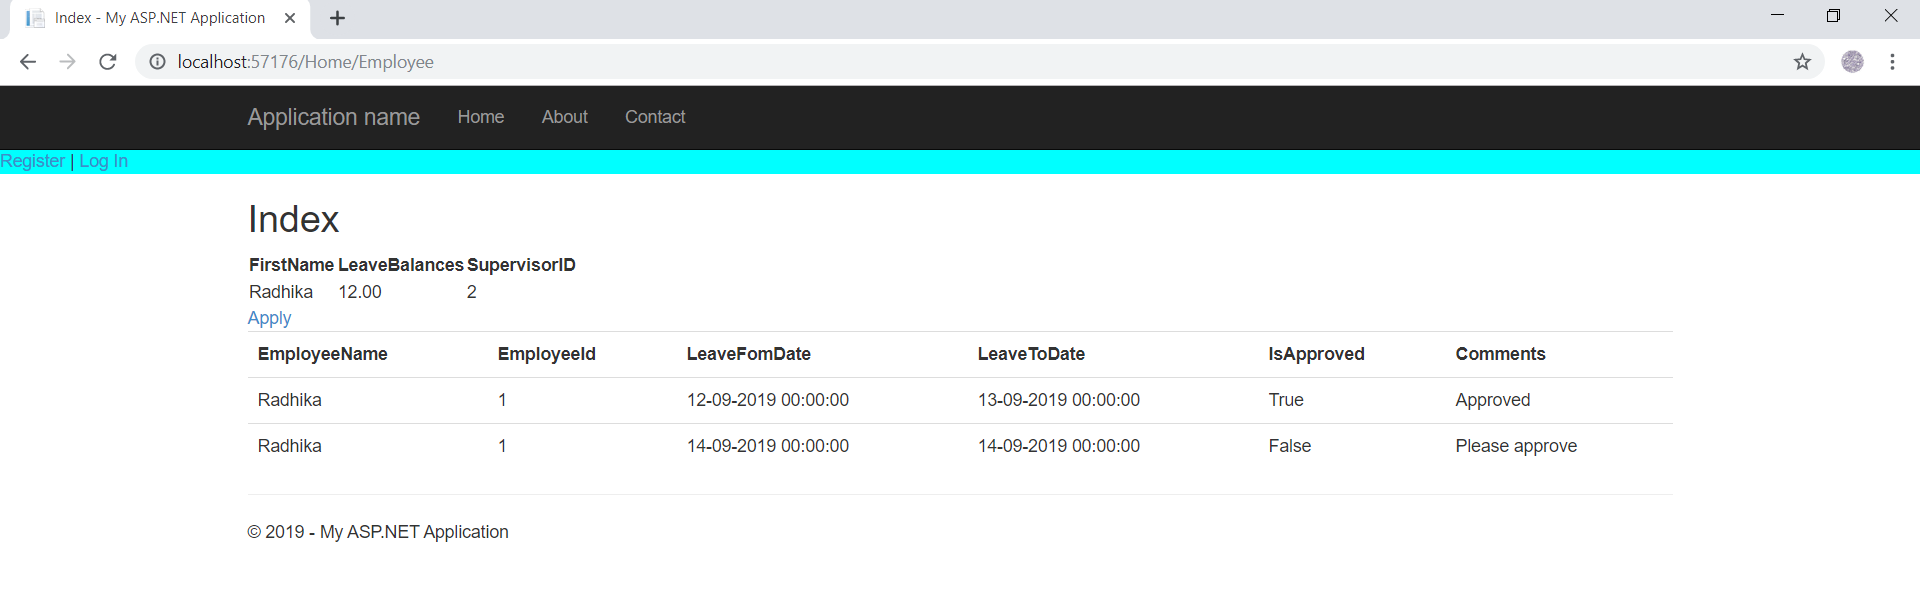 Index - My ASP.NET Application
localhost:57176/Home/Employee
Application name Home About Contact
Register | Log In
Index
FirstName LeaveBalances SupervisorID
Radhika 12.00 2
Apply
EmployeeName EmployeeId LeaveFomDate LeaveToDate IsApproved Comments
Radhika 1 12-09-2019 00:00:00 13-09-2019 00:00:00 True Approved
Radhika 1 14-09-2019 00:00:00 14-09-2019 00:00:00 False Please approve
© 2019 - My ASP.NET Application